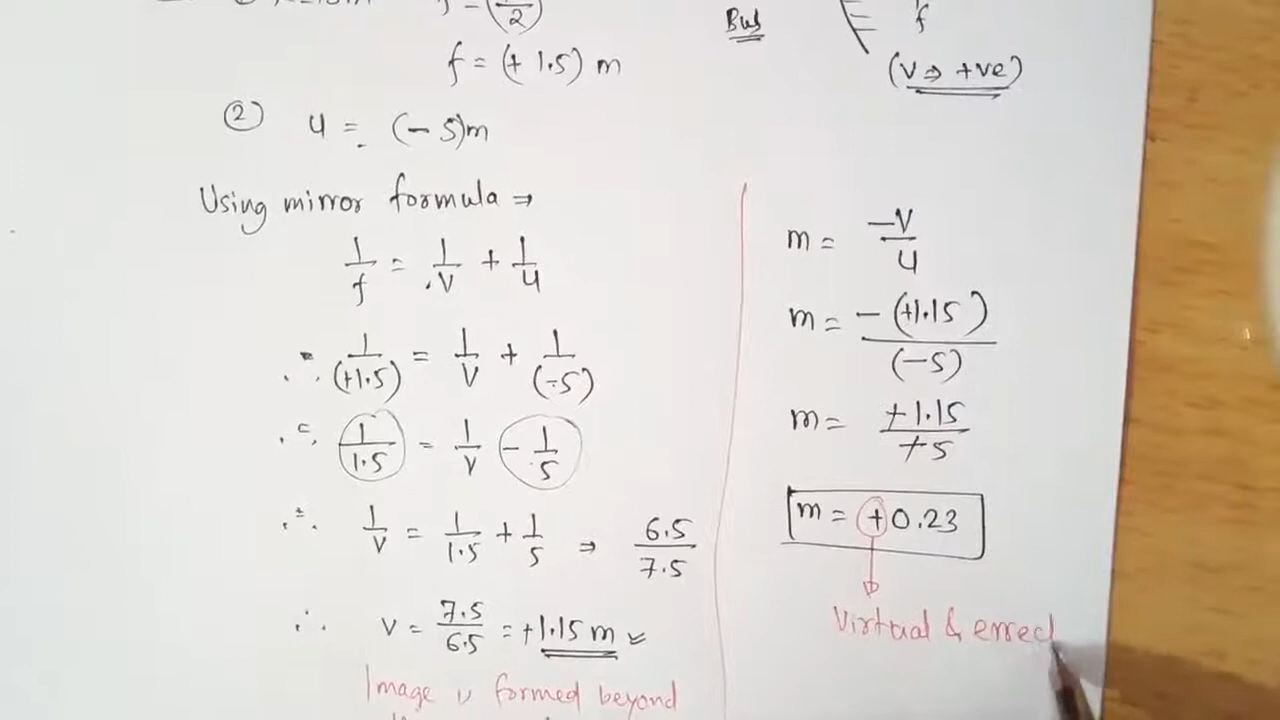 2
f = (+ 1.5) m
Bus
f
(V ⇒ +ve)
② u = (- 5)m
Using mirror formula ⇒
1/f = 1/V + 1/u
∴ 1/(+1.5) = 1/V + 1/(-5)
∴ 1/1.5 = 1/V - 1/5
∴ 1/V = 1/1.5 + 1/5 ⇒ 6.5/7.5
∴ V = 7.5/6.5 = +1.15 m
Image is formed beyond
m = -V/u
m = -(+1.15)/(-5)
m = +1.15/+5
m = +0.23
Virtual & errect